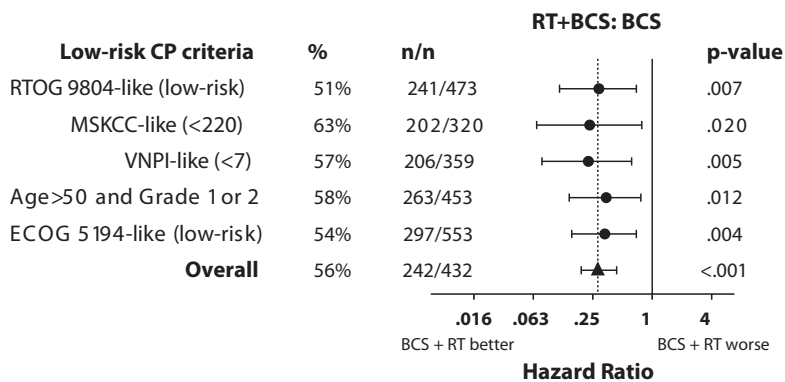 RT+BCS: BCS
Low-risk CP criteria % n/n p-value
RTOG 9804-like (low-risk) 51% 241/473 .007
MSKCC-like (<220) 63% 202/320 .020
VNPI-like (<7) 57% 206/359 .005
Age>50 and Grade 1 or 2 58% 263/453 .012
ECOG 5194-like (low-risk) 54% 297/553 .004
Overall 56% 242/432 <.001
.016 .063 .25 1 4
BCS + RT better BCS + RT worse
Hazard Ratio